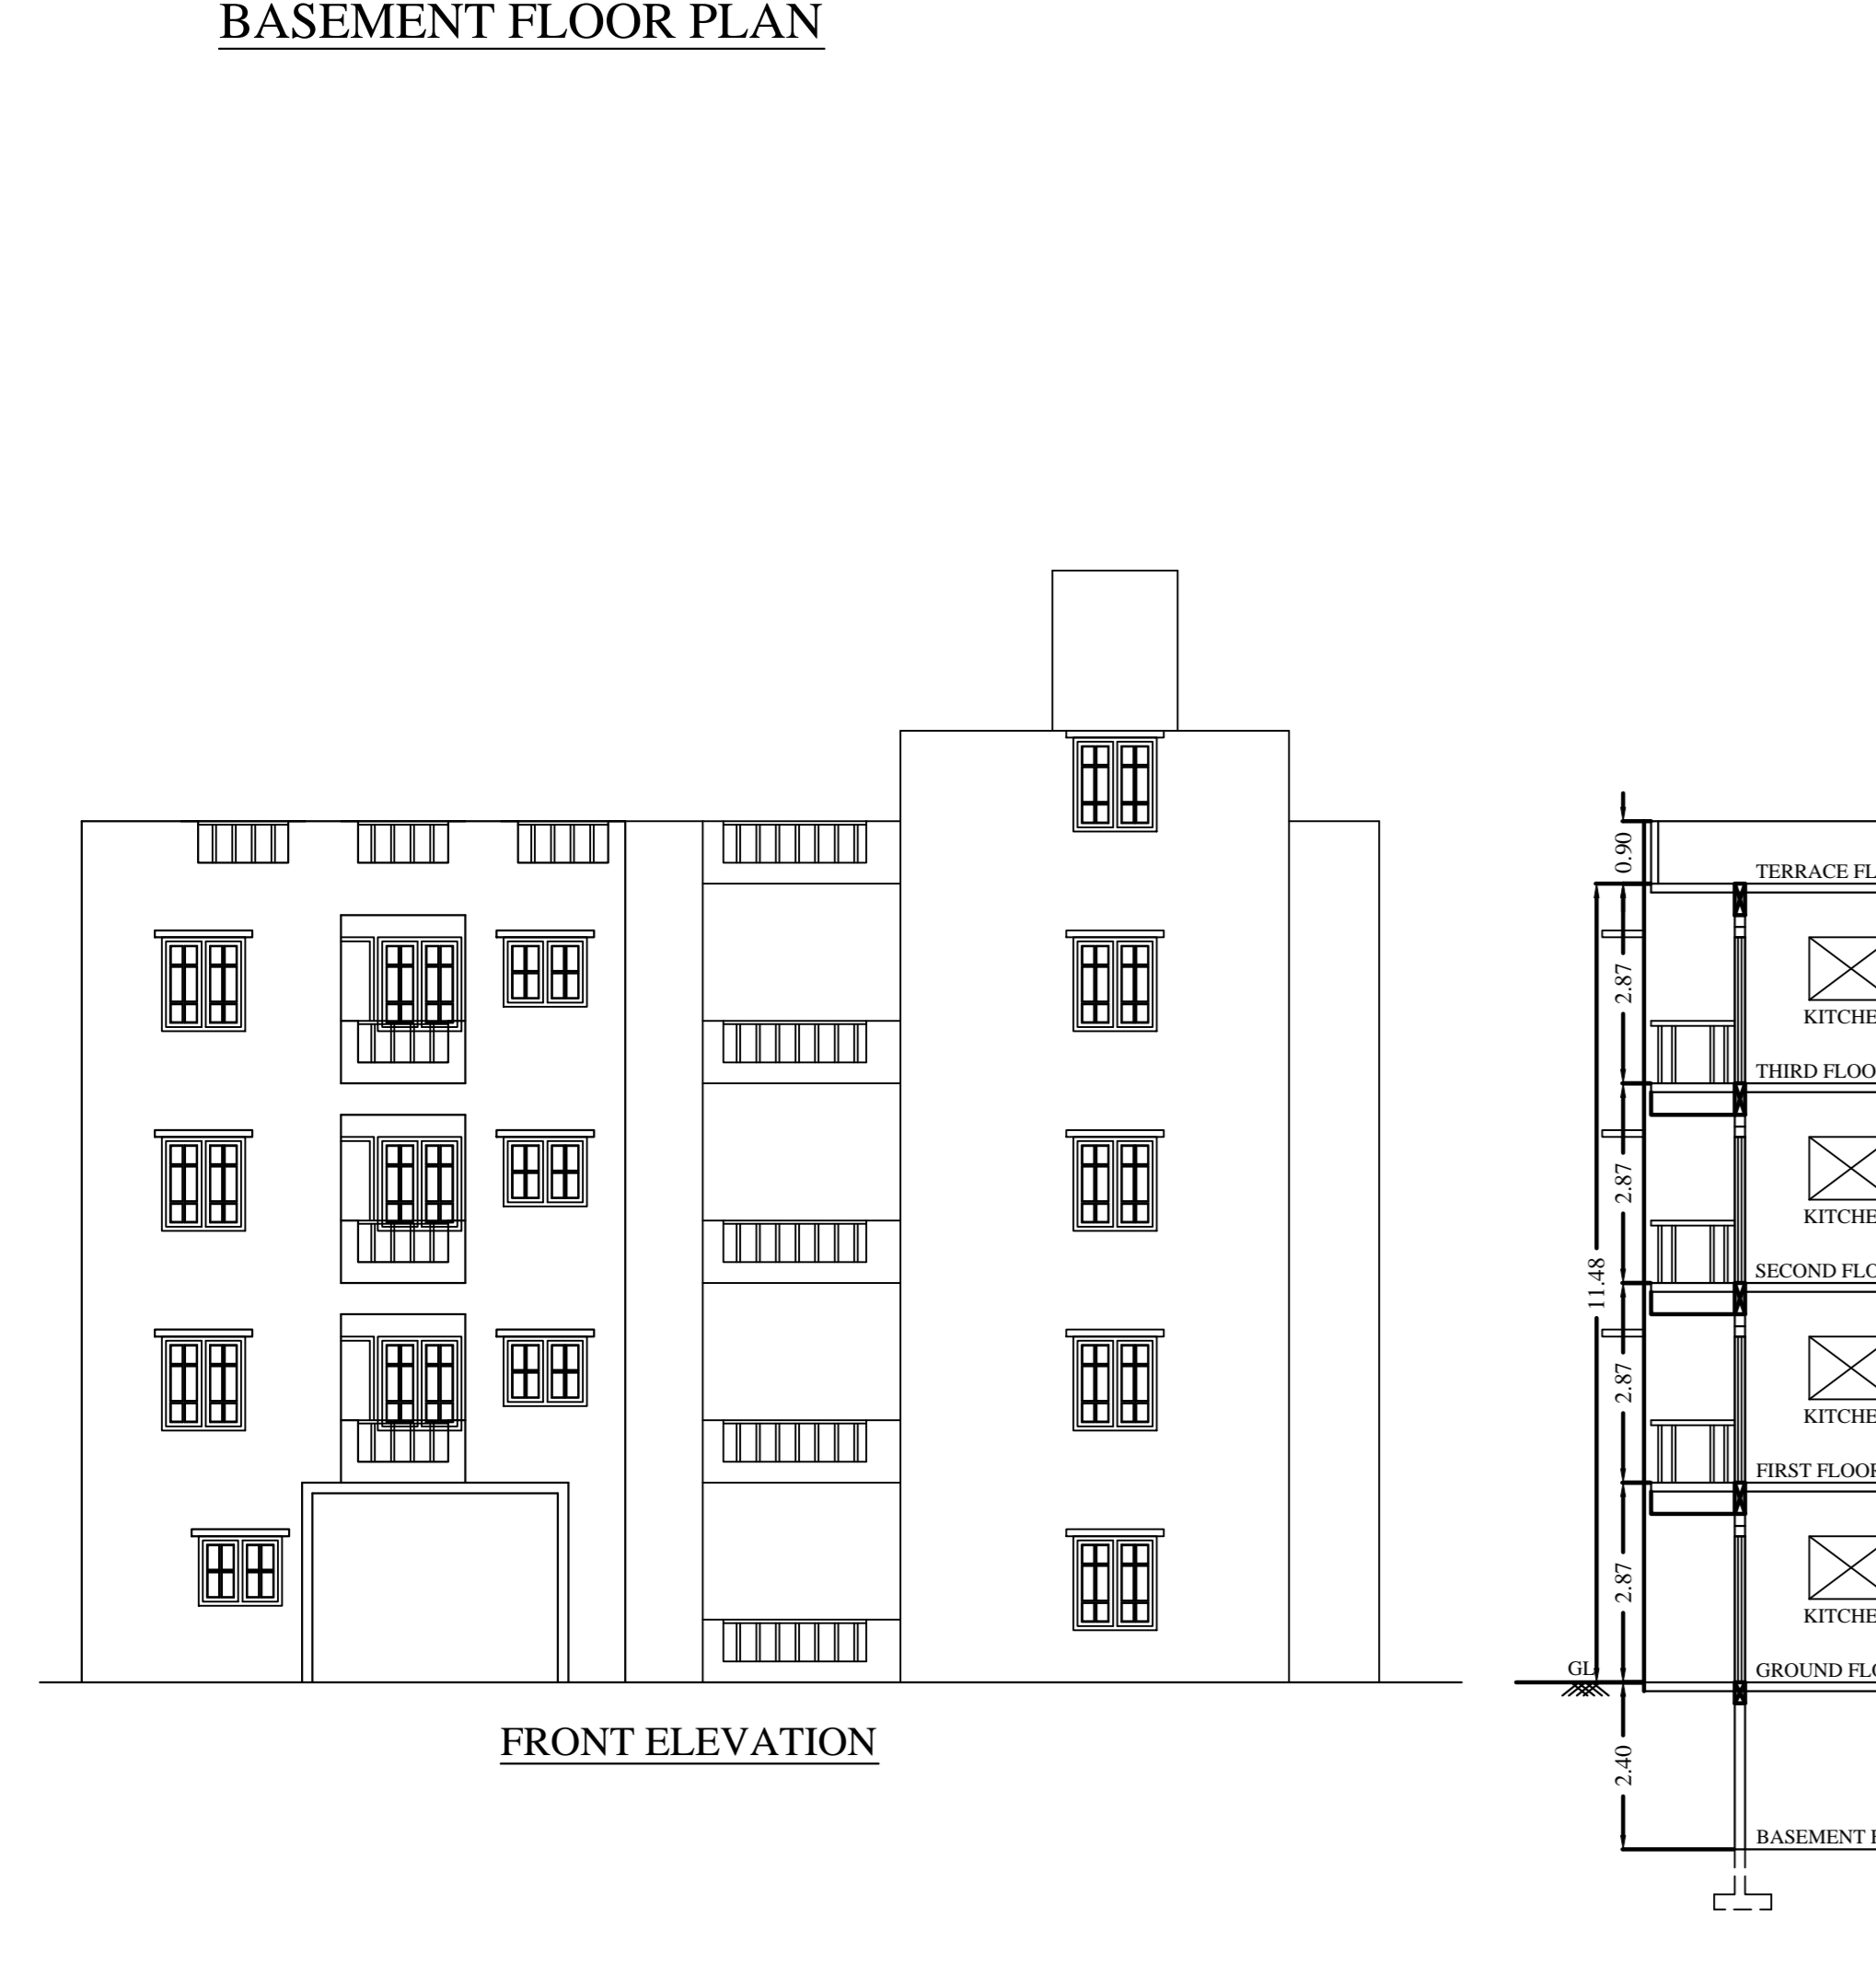 BASEMENT FLOOR PLAN
0.90
TERRACE FL
2.87
KITCHE
THIRD FLOO
2.87
KITCHE
11.48
SECOND FLO
2.87
KITCHE
FIRST FLOOR
2.87
KITCHE
GL
GROUND FLO
FRONT ELEVATION
2.40
BASEMENT F